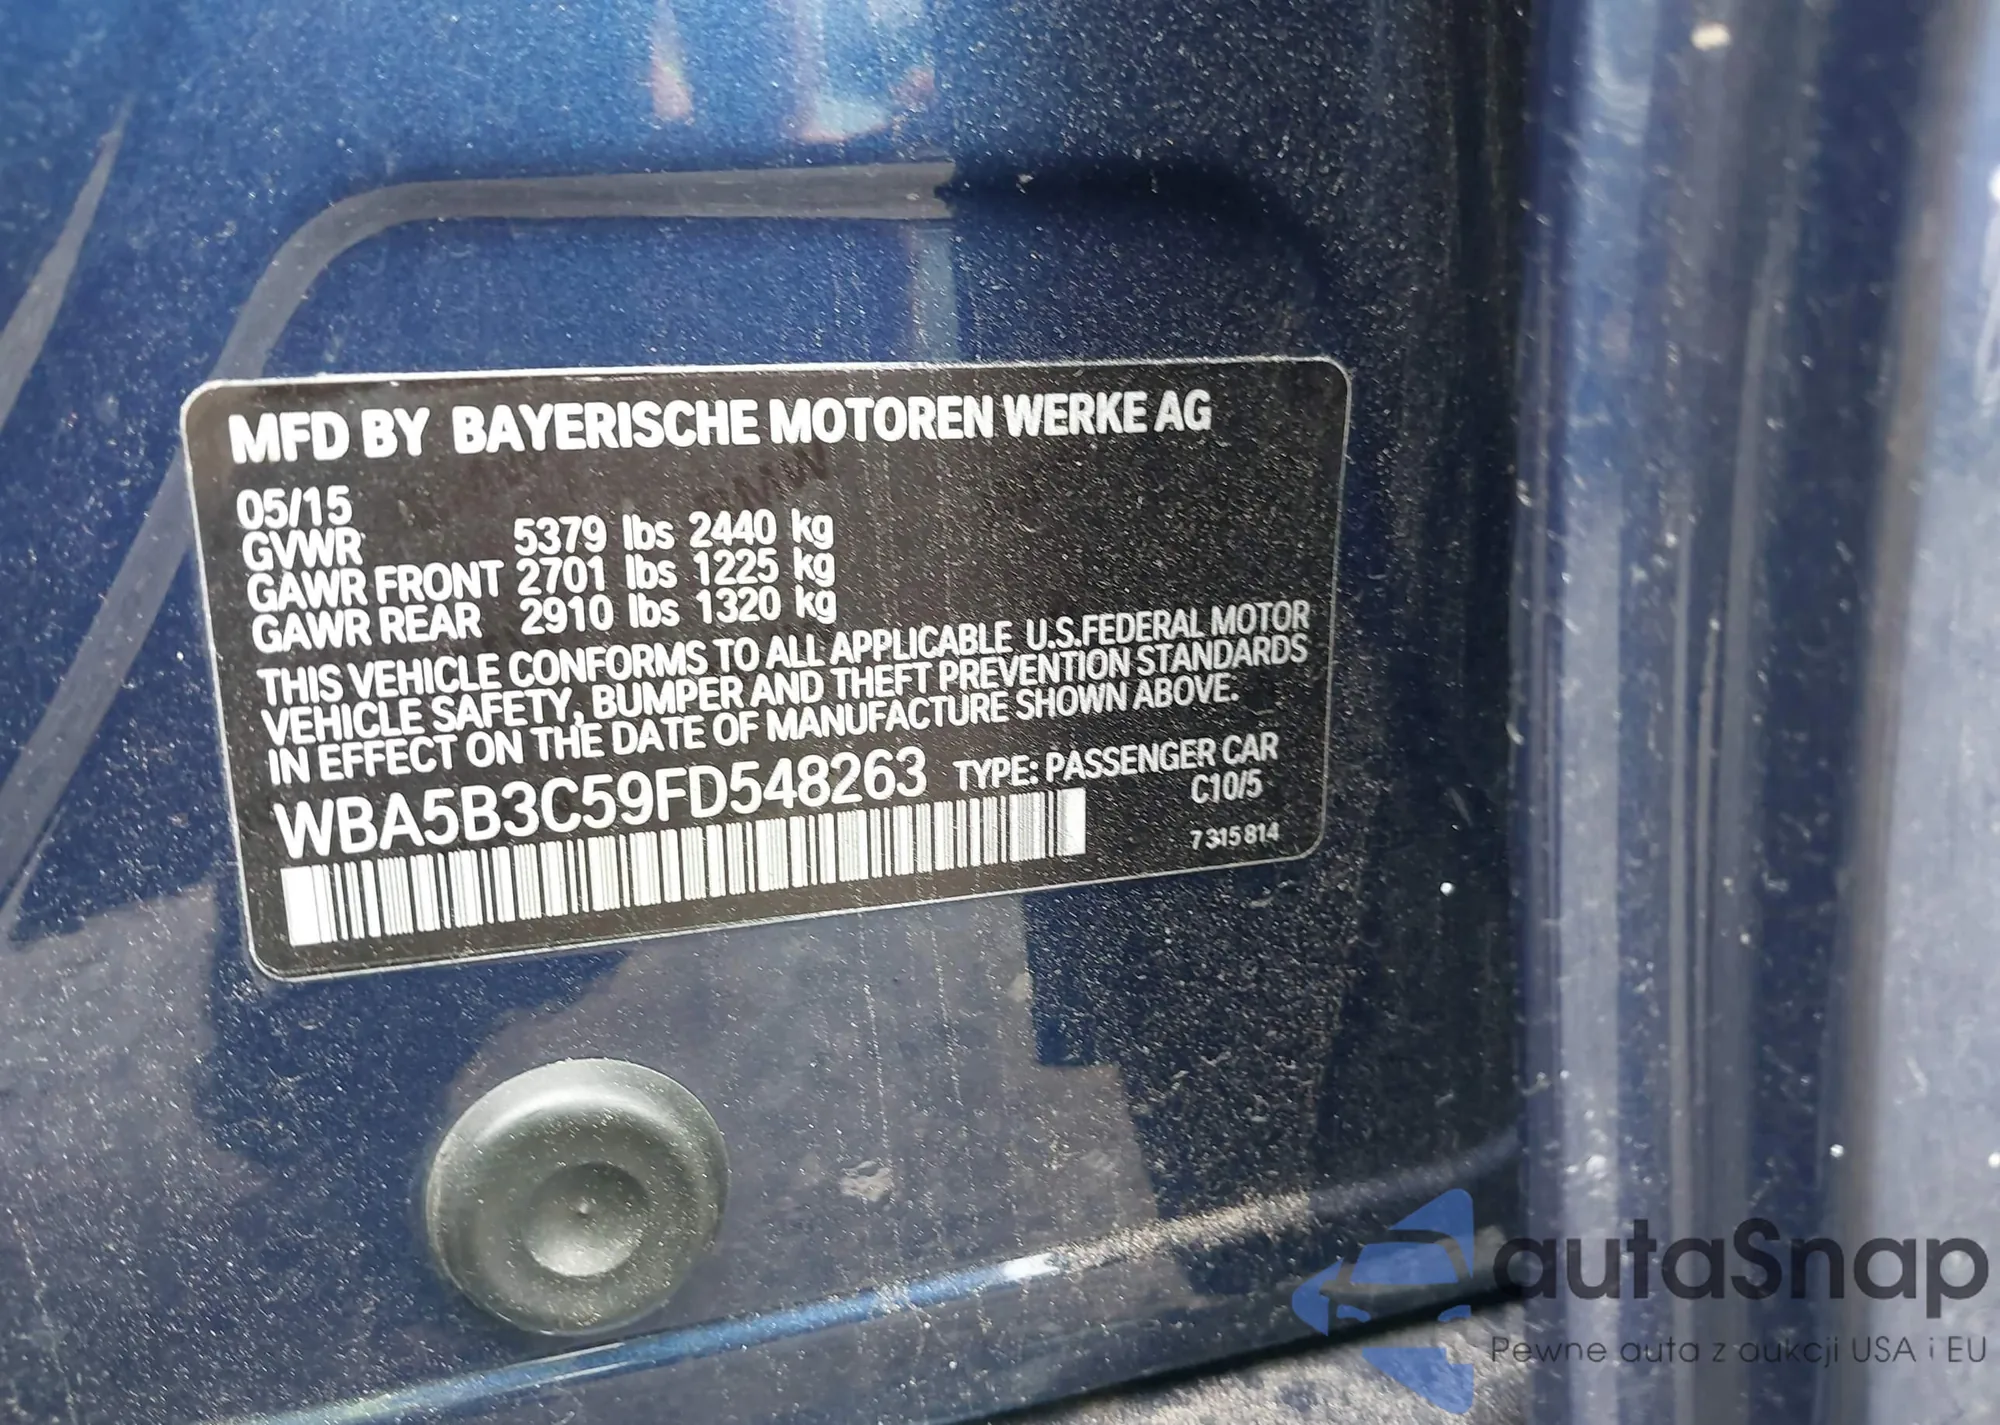 MFD BY BAYERISCHE MOTOREN WERKE AG
05/15
GVWR 5379 lbs 2440 kg
GAWR FRONT 2701 lbs 1225 kg
GAWR REAR 2910 lbs 1320 kg
THIS VEHICLE CONFORMS TO ALL APPLICABLE U.S.FEDERAL MOTOR
VEHICLE SAFETY, BUMPER AND THEFT PREVENTION STANDARDS
IN EFFECT ON THE DATE OF MANUFACTURE SHOWN ABOVE.
WBA5B3C59FD548263 TYPE: PASSENGER CAR
C10/5
7315814
BMW
autaSnap
Pewne auta z aukcji USA i EU